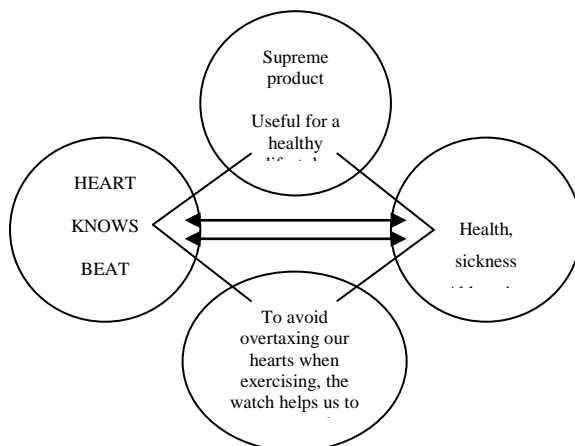 Supreme
product
Useful for a
healthy
HEART
KNOWS
BEAT
Health,
sickness
To avoid
overtaxing our
hearts when
exercising, the
watch helps us to